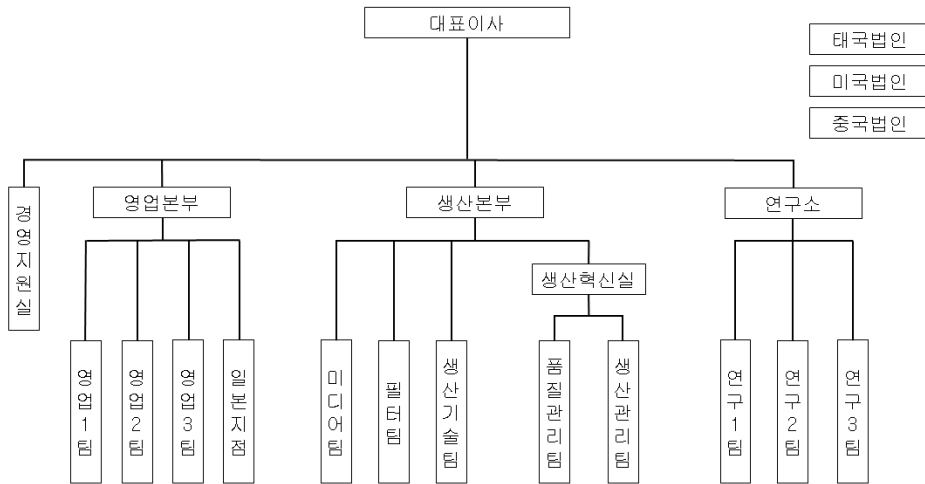 대표이사
태국법인
미국법인
중국법인
경영지원실
영업본부
생산본부
연구소
생산혁신실
영업1팀
영업2팀
영업3팀
일본지점
미디어팀
필터팀
생산기술팀
품질관리팀
생산관리팀
연구1팀
연구2팀
연구3팀